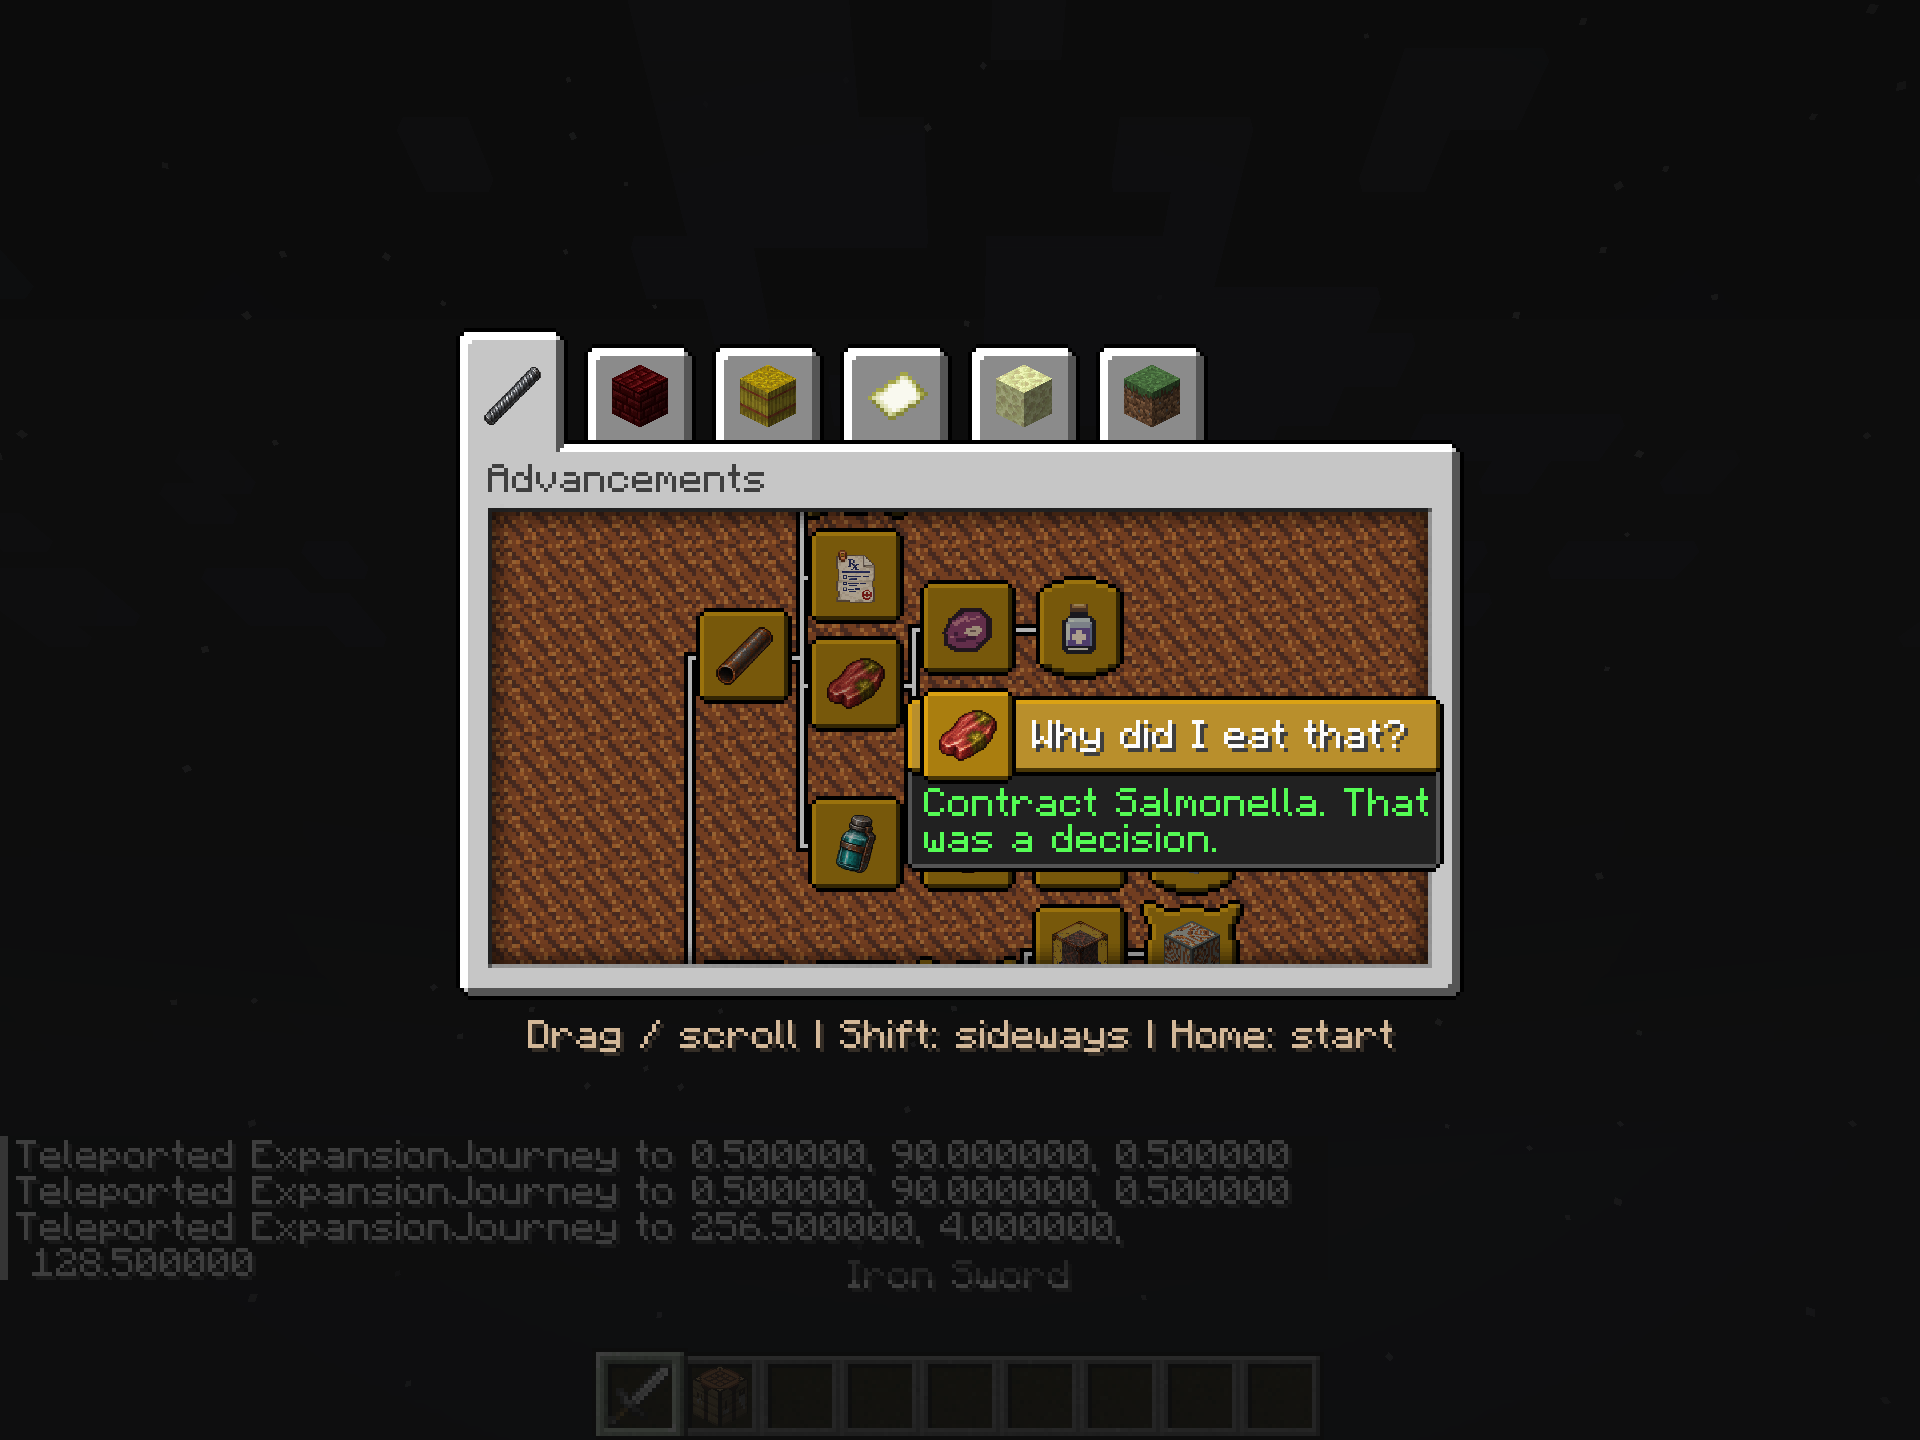 Advancements
Why did I eat that?
Contract Salmonella. That
was a decision.
Drag / scroll | Shift: sideways | Home: start
Teleported ExpansionJourney to 0.500000, 90.000000, 0.500000
Teleported ExpansionJourney to 0.500000, 90.000000, 0.500000
Teleported ExpansionJourney to 256.500000, 4.000000,
128.500000
Iron Sword